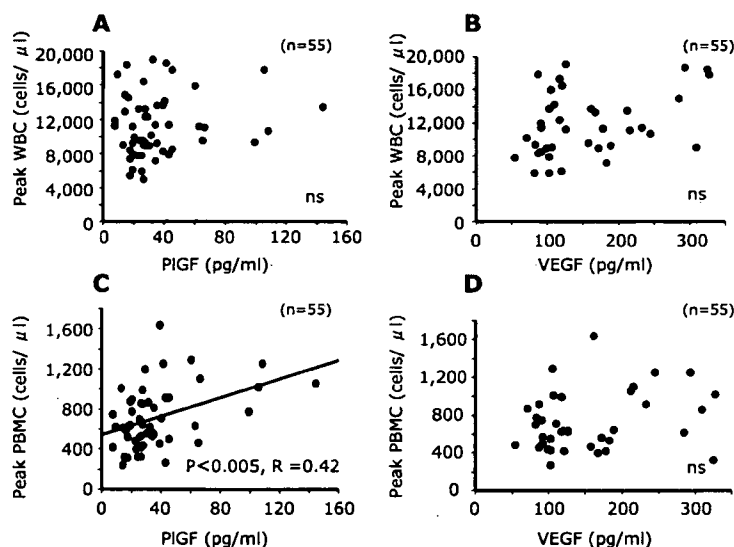 A
(n=55)
Peak WBC (cells/ μl)
20,000
16,000
12,000
8,000
4,000
0
ns
0
40
80
120
160
PlGF (pg/ml)
B
(n=55)
Peak WBC (cells/ μl)
20,000
16,000
12,000
8,000
4,000
0
ns
0
100
200
300
VEGF (pg/ml)
C
(n=55)
Peak PBMC (cells/ μl)
1,600
1,200
800
400
0
P<0.005, R =0.42
0
40
80
120
160
PlGF (pg/ml)
D
(n=55)
Peak PBMC (cells/ μl)
1,600
1,200
800
400
0
ns
0
100
200
300
VEGF (pg/ml)